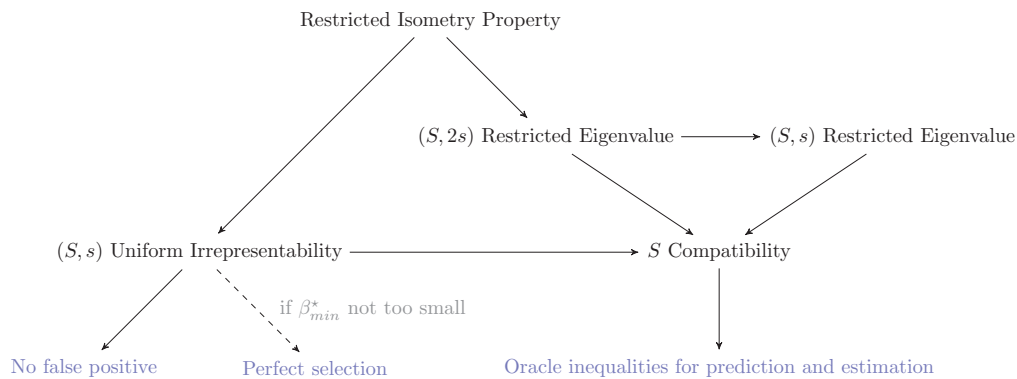 Restricted Isometry Property
(S, 2s) Restricted Eigenvalue
(S, s) Restricted Eigenvalue
(S, s) Uniform Irrepresentability
S Compatibility
if β⋆min not too small
No false positive
Perfect selection
Oracle inequalities for prediction and estimation